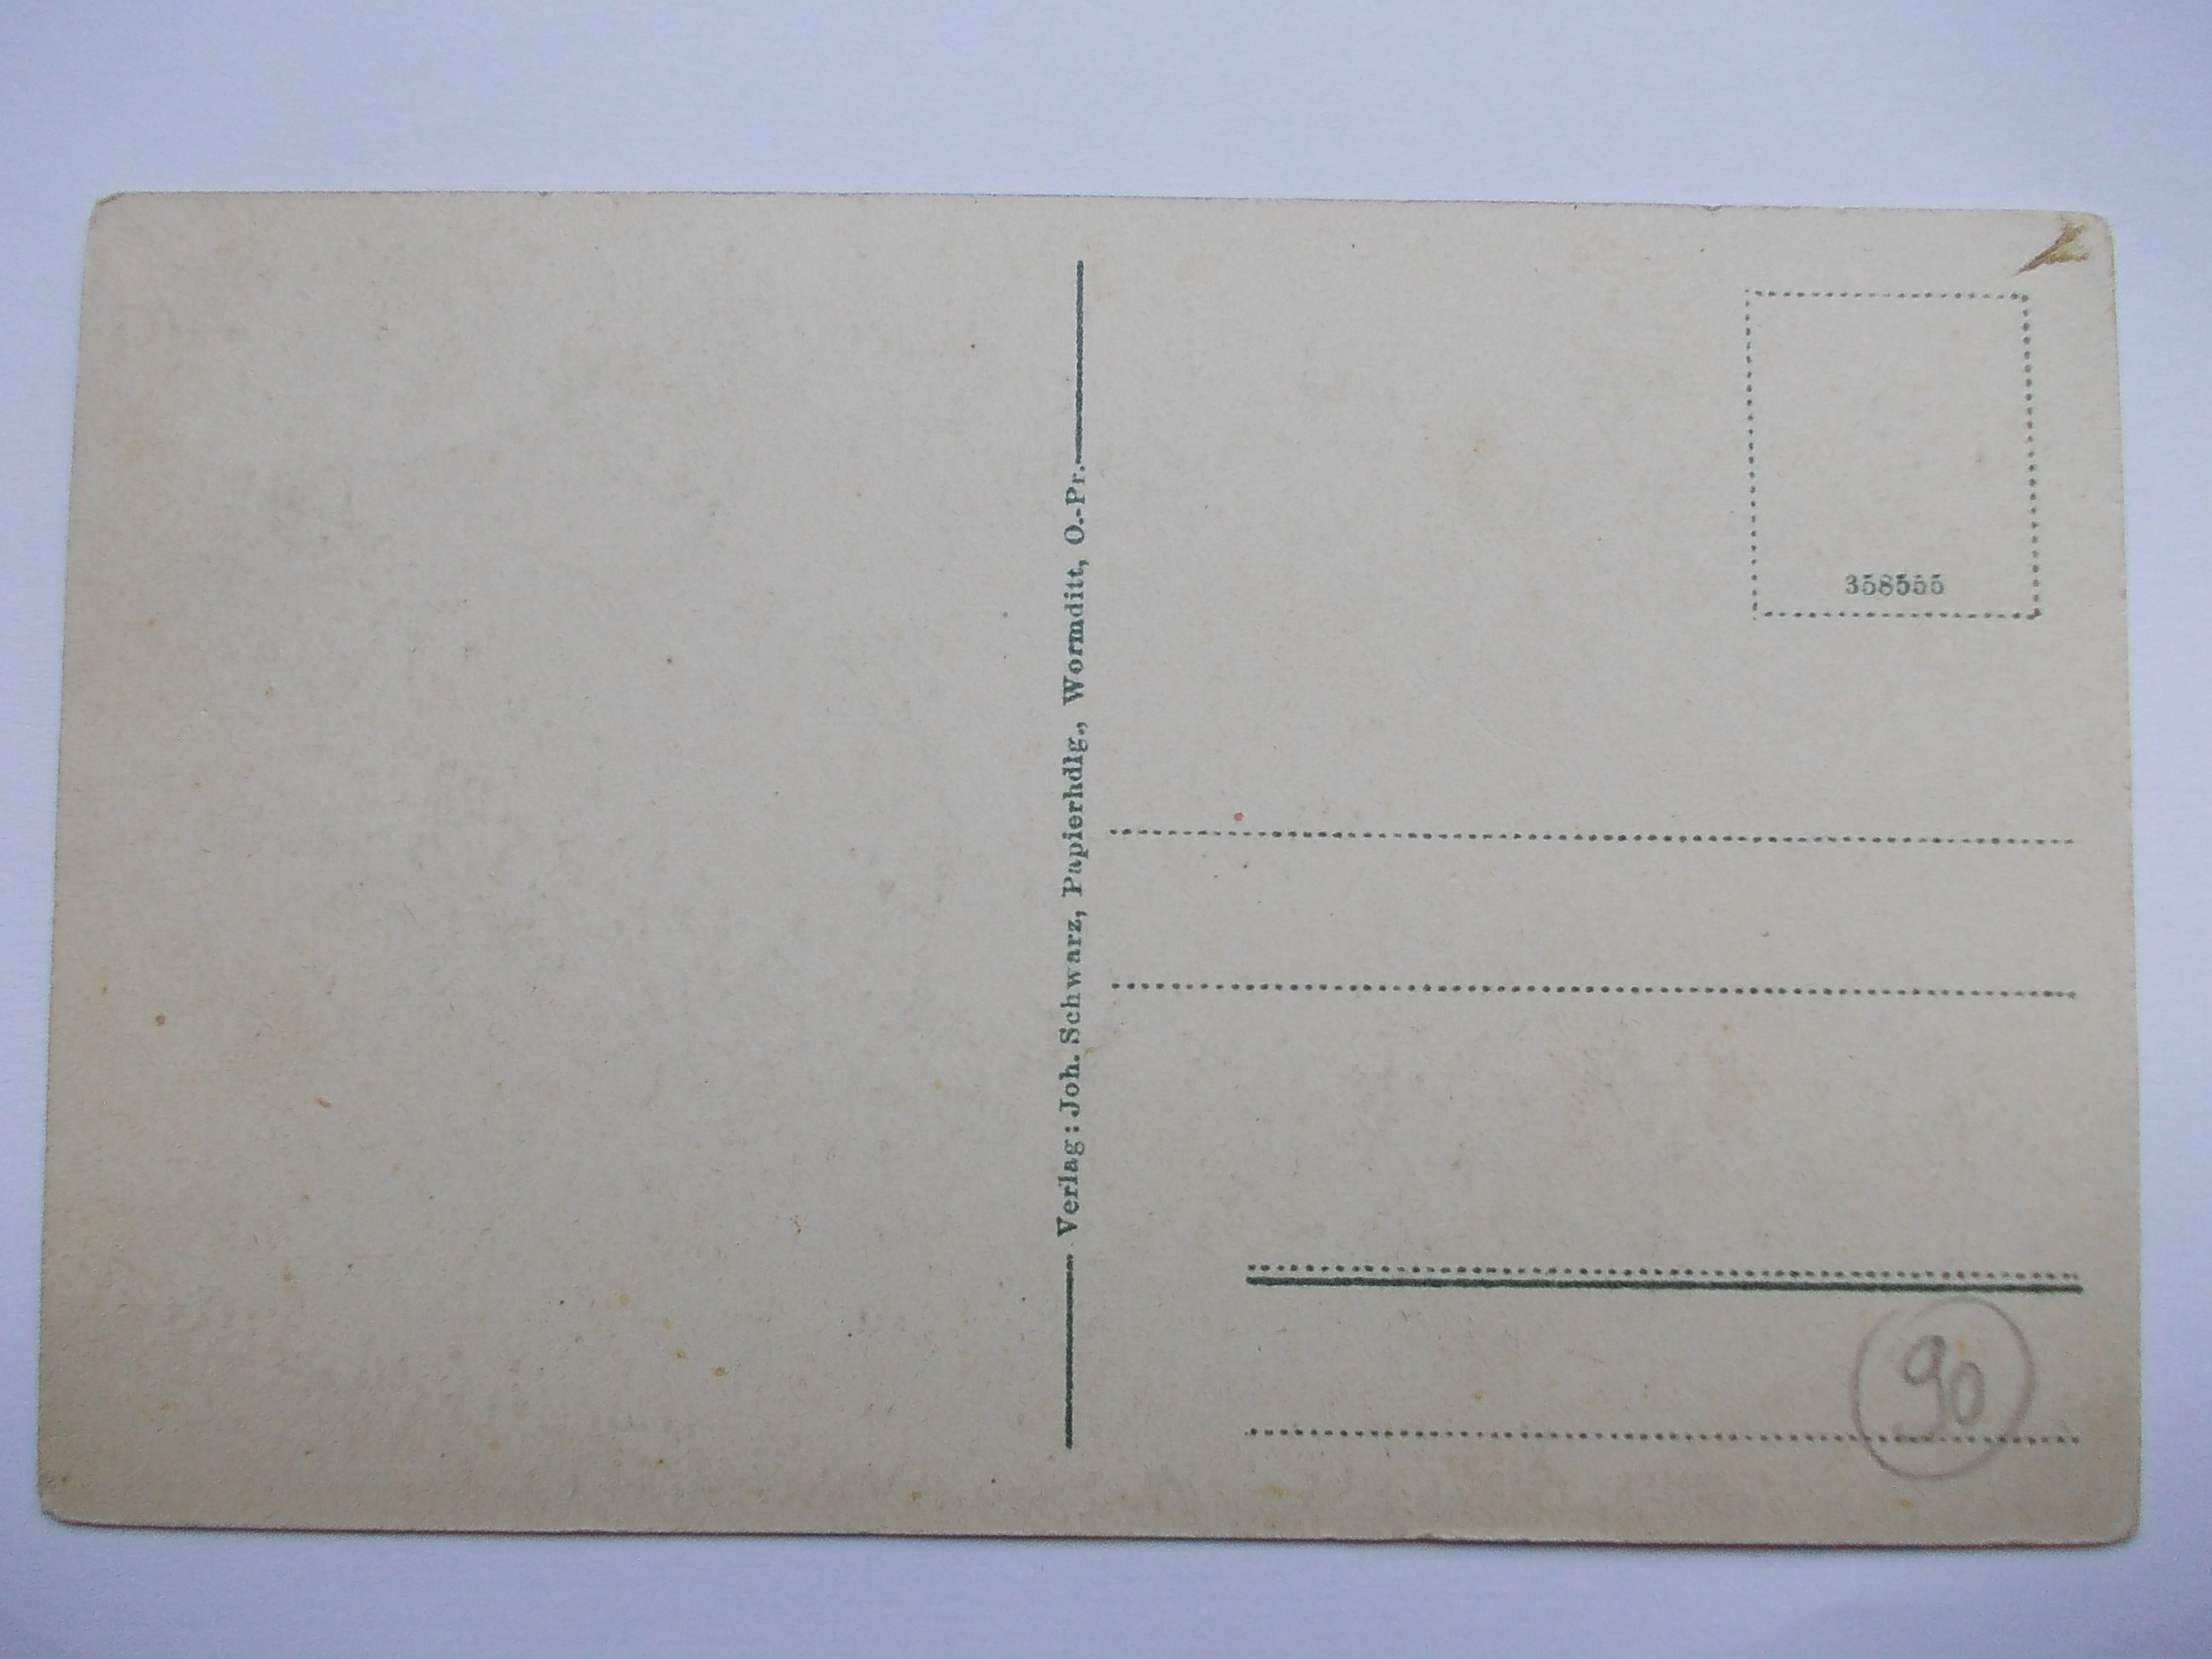 Verlag: Joh. Schwarz, Papierhdlg., Wormditt, O.-Pr.
358555
90